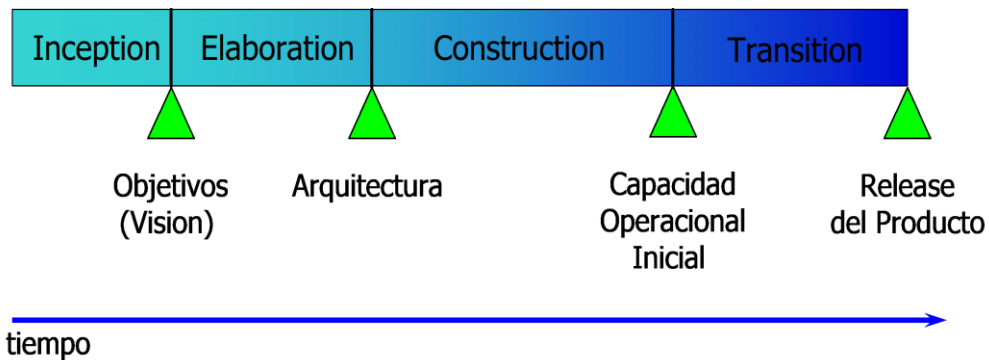 Inception Elaboration Construction Transition
Objetivos Arquitectura Capacidad Release
(Vision) Operacional del Producto
Inicial
tiempo